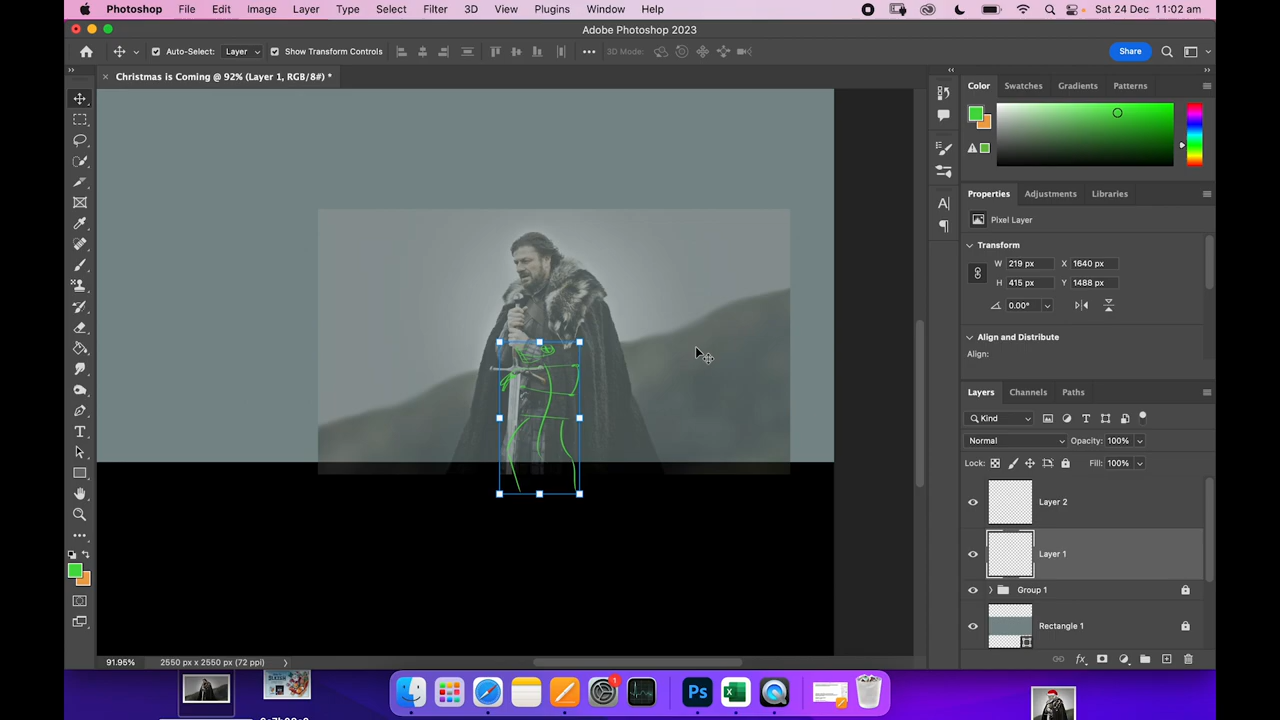 Photoshop File Edit Image Layer Type Select Filter 3D View Plugins Window Help Sat 24 Dec 11:02 am
Adobe Photoshop 2023
Auto-Select: Layer Show Transform Controls 3D Mode: Share
Christmas is Coming @ 92% (Layer 1, RGB/8#) *
Color Swatches Gradients Patterns
Properties Adjustments Libraries
Pixel Layer
Transform
W 219 px X 1640 px
H 415 px Y 1488 px
0.00°
Align and Distribute
Align:
Layers Channels Paths
Kind
Normal Opacity: 100%
Lock: Fill: 100%
Layer 2
Layer 1
Group 1
Rectangle 1
91.95% 2550 px x 2550 px (72 ppi)
1
Ps